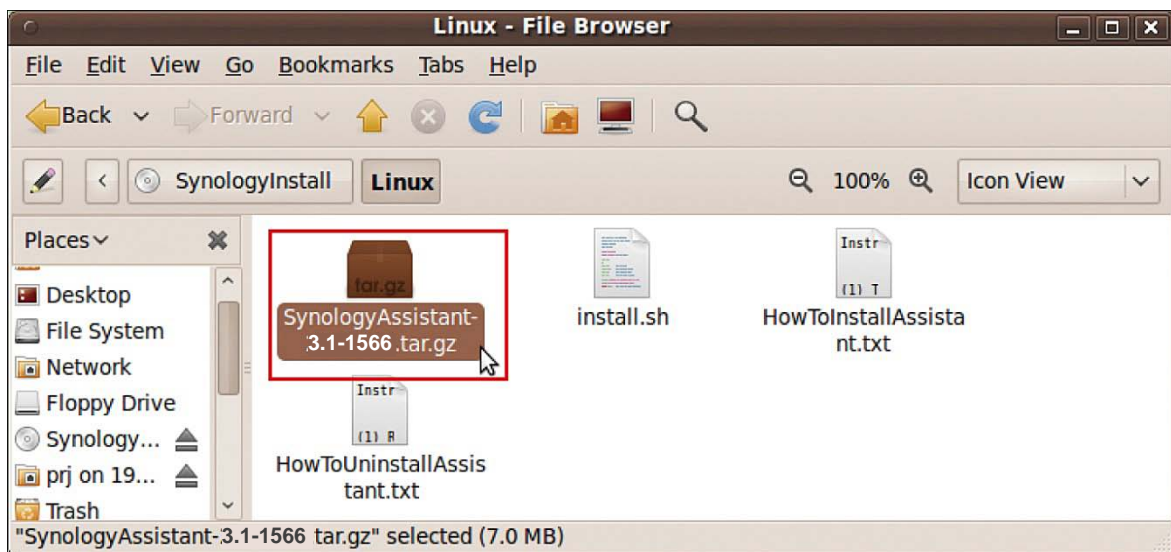 Linux - File Browser
File Edit View Go Bookmarks Tabs Help
Back Forward
SynologyInstall Linux 100% Icon View
Places
Desktop
File System
Network
Floppy Drive
Synology...
prj on 19...
Trash
tar.gz
SynologyAssistant-
3.1-1566.tar.gz
install.sh
Instr
(1) T
HowToInstallAssista
nt.txt
Instr
(1) R
HowToUninstallAssis
tant.txt
"SynologyAssistant-3.1-1566 tar.gz" selected (7.0 MB)